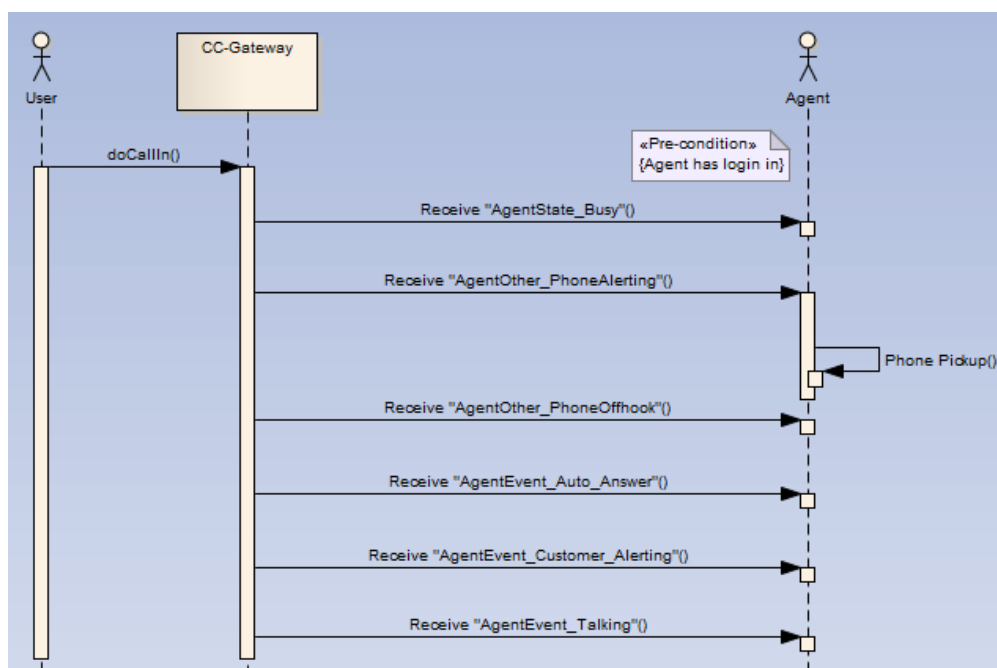 CC-Gateway
User
Agent
«Pre-condition»
{Agent has login in}
doCallIn()
Receive "AgentState_Busy"()
Receive "AgentOther_PhoneAlerting"()
Phone Pickup()
Receive "AgentOther_PhoneOffhook"()
Receive "AgentEvent_Auto_Answer"()
Receive "AgentEvent_Customer_Alerting"()
Receive "AgentEvent_Talking"()